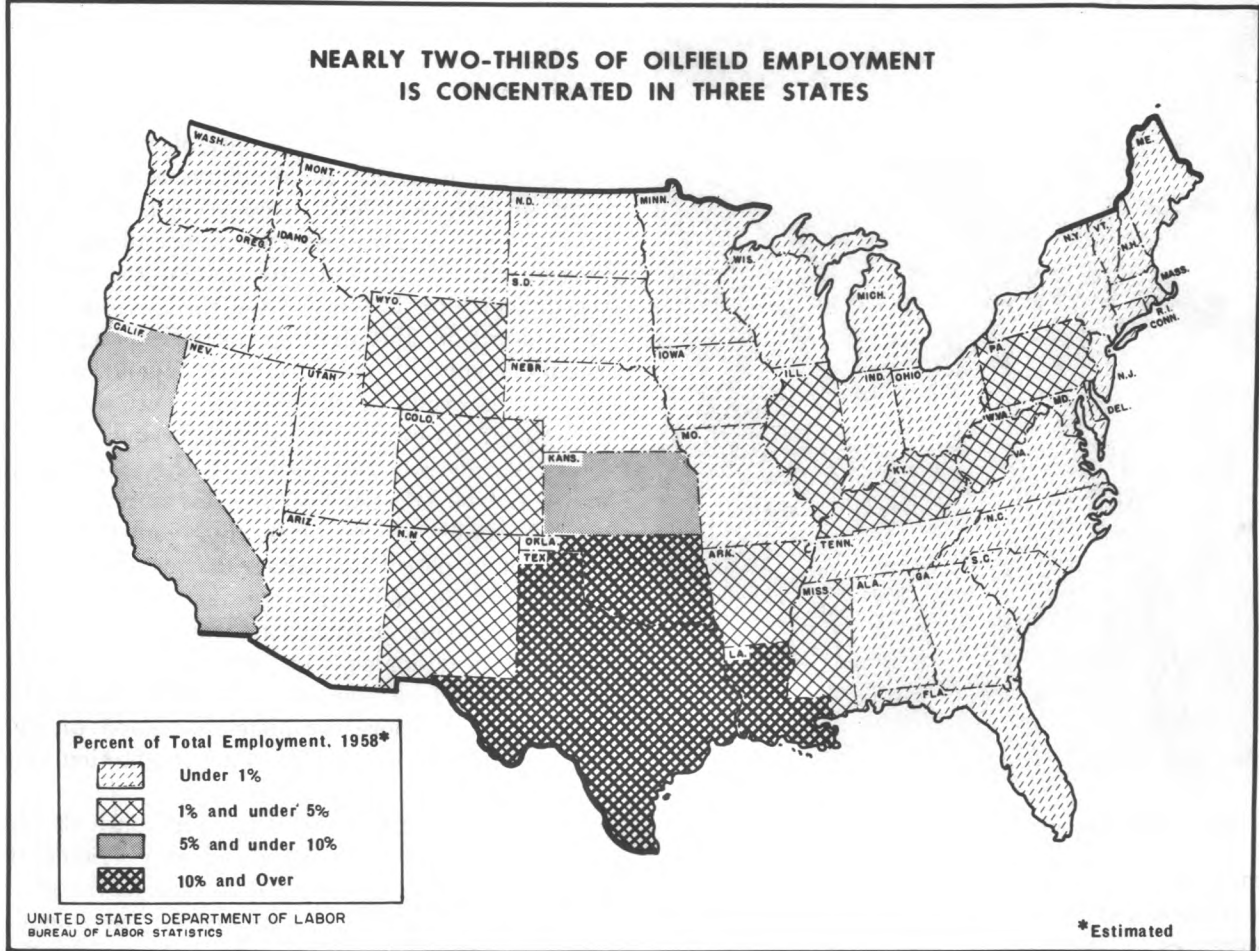 NEARLY TWO-THIRDS OF OILFIELD EMPLOYMENT
IS CONCENTRATED IN THREE STATES
WASH.
MONT.
N.D.
MINN.
ME.
OREG.
IDAHO
WIS.
MICH.
N.Y.
VT.
N.H.
MASS.
R.I.
CONN.
S.D.
WYO.
CALIF.
NEV.
UTAH
NEBR.
IOWA
ILL.
IND.
OHIO
PA.
N.J.
MD.
DEL.
COLO.
KANS.
MO.
KY.
W.VA.
VA.
ARIZ.
N.M.
OKLA.
TEX.
ARK.
TENN.
N.C.
S.C.
MISS.
ALA.
GA.
LA.
FLA.
Percent of Total Employment, 1958*
Under 1%
1% and under 5%
5% and under 10%
10% and Over
UNITED STATES DEPARTMENT OF LABOR
BUREAU OF LABOR STATISTICS
*Estimated